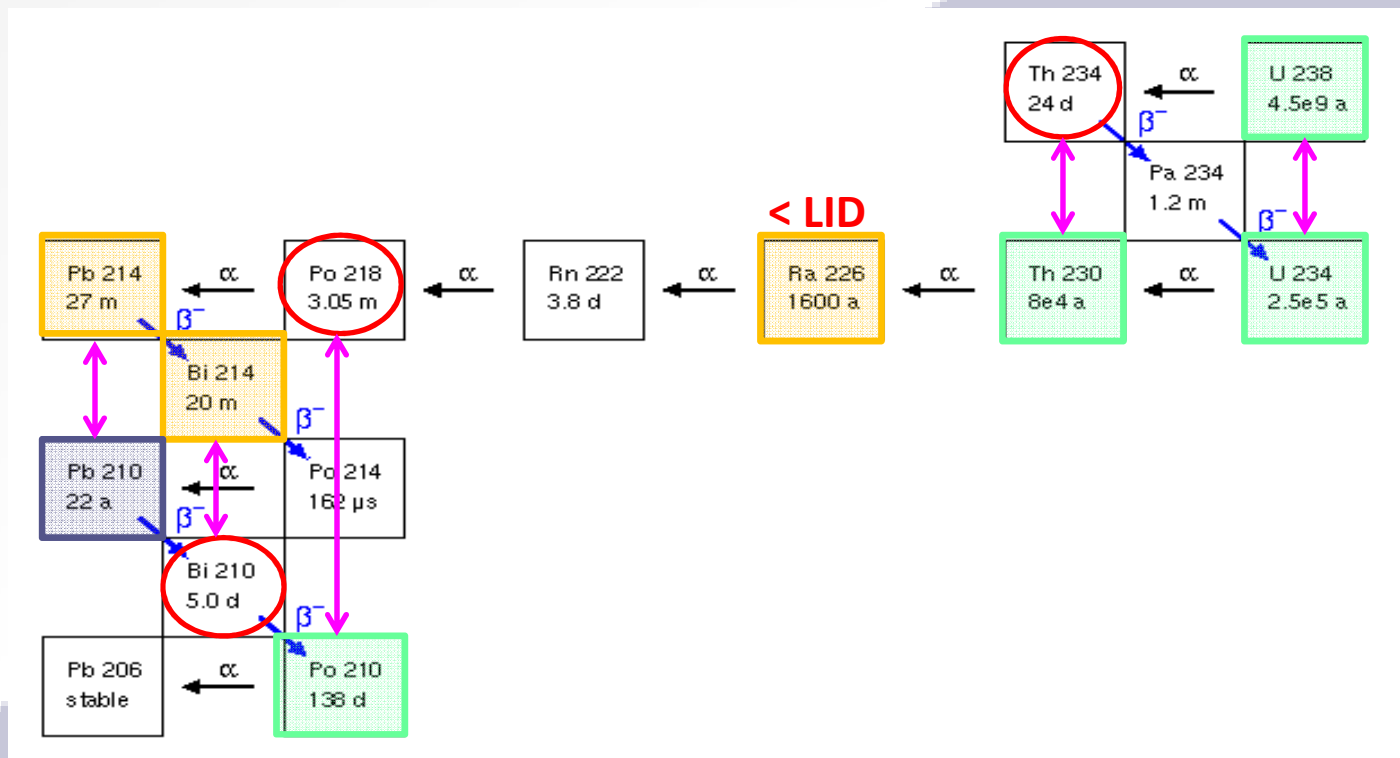 Th 234
24 d
α
U 238
4.5e9 a
β⁻
Pa 234
1.2 m
β⁻
< LID
Pb 214
27 m
α
Po 218
3.05 m
α
Rn 222
3.8 d
α
Ra 226
1600 a
α
Th 230
8e4 a
α
U 234
2.5e5 a
β⁻
Bi 214
20 m
β⁻
Pb 210
22 a
α
Po 214
162 µs
β⁻
Bi 210
5.0 d
β⁻
Pb 206
stable
α
Po 210
138 d